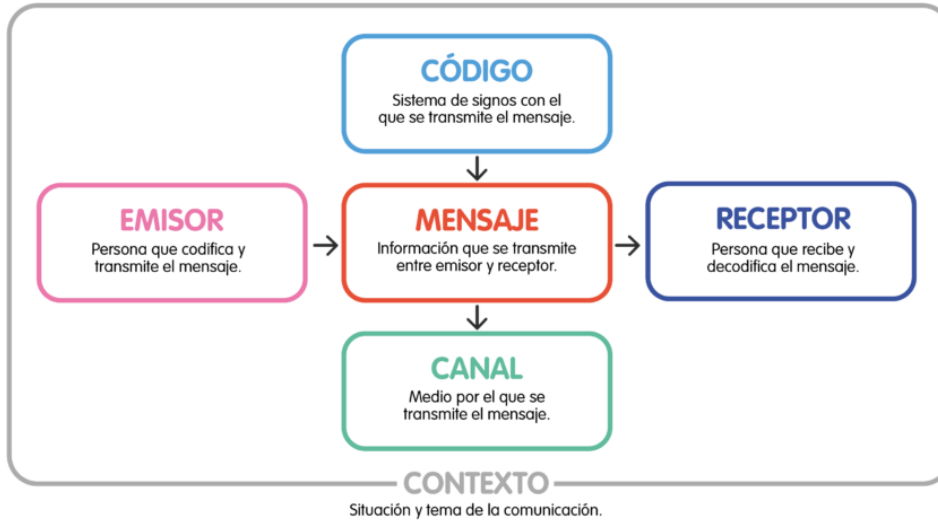 CÓDIGO
Sistema de signos con el
que se transmite el mensaje.
EMISOR
Persona que codifica y
transmite el mensaje.
MENSAJE
Información que se transmite
entre emisor y receptor.
RECEPTOR
Persona que recibe y
decodifica el mensaje.
CANAL
Medio por el que se
transmite el mensaje.
CONTEXTO
Situación y tema de la comunicación.